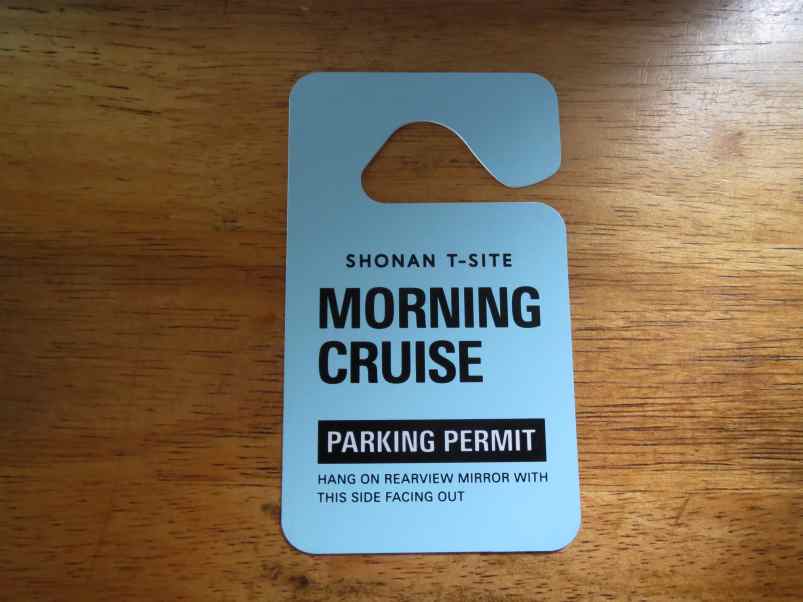 SHONAN T-SITE
MORNING
CRUISE
PARKING PERMIT
HANG ON REARVIEW MIRROR WITH
THIS SIDE FACING OUT